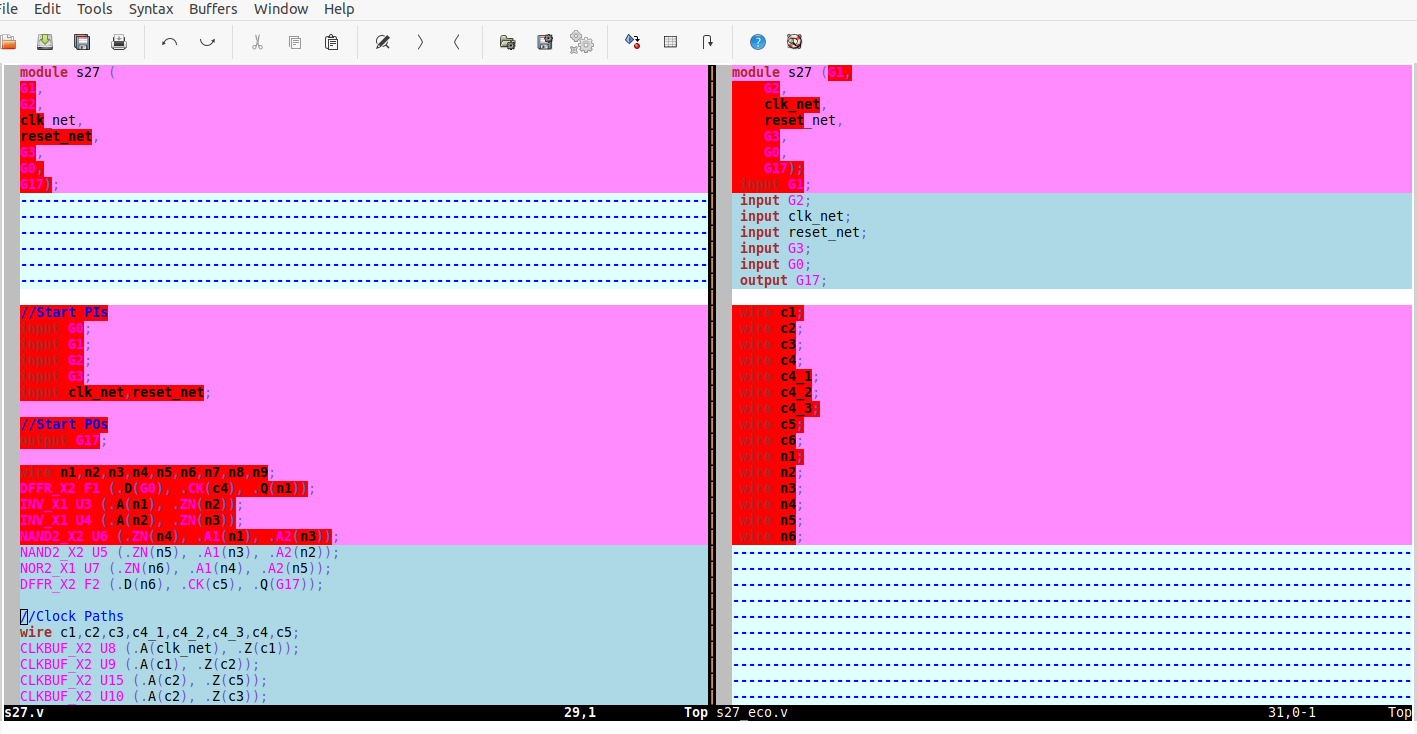 File Edit Tools Syntax Buffers Window Help
module s27 (
G1,
G2,
clk_net,
reset_net,
G3,
G0,
G17);
//Start PIs
input G0;
input G1;
input G2;
input G3;
input clk_net,reset_net;
//Start POs
output G17;
wire n1,n2,n3,n4,n5,n6,n7,n8,n9;
DFFR_X2 F1 (.D(G0), .CK(c4), .Q(n1));
INV_X1 U3 (.A(n1), .ZN(n2));
INV_X1 U4 (.A(n2), .ZN(n3));
NAND2_X2 U6 (.ZN(n4), .A1(n1), .A2(n3));
NAND2_X2 U5 (.ZN(n5), .A1(n3), .A2(n2));
NOR2_X1 U7 (.ZN(n6), .A1(n4), .A2(n5));
DFFR_X2 F2 (.D(n6), .CK(c5), .Q(G17));
//Clock Paths
wire c1,c2,c3,c4_1,c4_2,c4_3,c4,c5;
CLKBUF_X2 U8 (.A(clk_net), .Z(c1));
CLKBUF_X2 U9 (.A(c1), .Z(c2));
CLKBUF_X2 U15 (.A(c2), .Z(c5));
CLKBUF_X2 U10 (.A(c2), .Z(c3));
s27.v 29,1 Top
module s27 (G1,
G2,
clk_net,
reset_net,
G3,
G0,
G17);
input G1;
input G2;
input clk_net;
input reset_net;
input G3;
input G0;
output G17;
wire c1;
wire c2;
wire c3;
wire c4;
wire c4_1;
wire c4_2;
wire c4_3;
wire c5;
wire c6;
wire n1;
wire n2;
wire n3;
wire n4;
wire n5;
wire n6;
s27_eco.v 31,0-1 Top